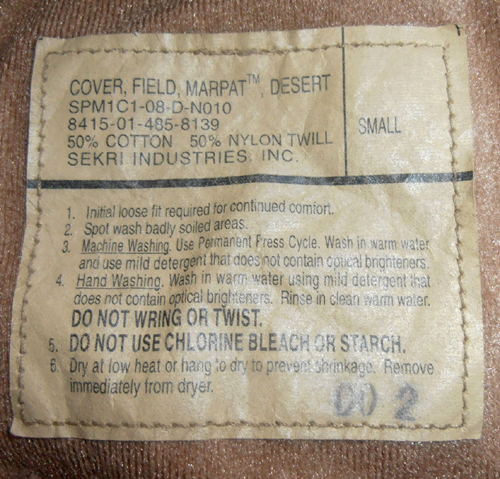 COVER, FIELD, MARPAT™, DESERT
SPM1C1-08-D-N010
8415-01-485-8139
50% COTTON 50% NYLON TWILL
SEKRI INDUSTRIES, INC.
SMALL
1. Initial loose fit required for continued comfort.
2. Spot wash badly soiled areas.
3. Machine Washing. Use Permanent Press Cycle. Wash in warm water
and use mild detergent that does not contain optical brighteners.
4. Hand Washing. Wash in warm water using mild detergent that
does not contain optical brighteners. Rinse in clean warm water.
DO NOT WRING OR TWIST.
5. DO NOT USE CHLORINE BLEACH OR STARCH.
6. Dry at low heat or hang to dry to prevent shrinkage. Remove
immediately from dryer.
002